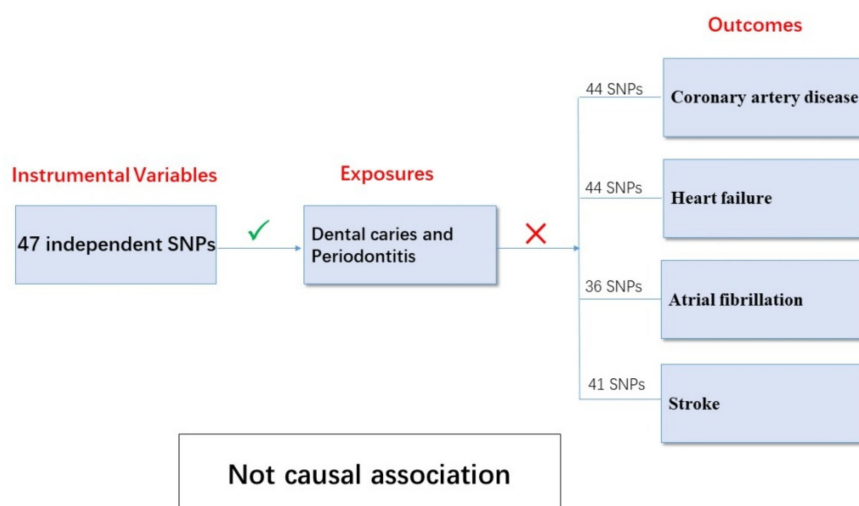 Outcomes
44 SNPs
Coronary artery disease
Instrumental Variables
Exposures
44 SNPs
Heart failure
47 independent SNPs
Dental caries and
Periodontitis
36 SNPs
Atrial fibrillation
41 SNPs
Stroke
Not causal association